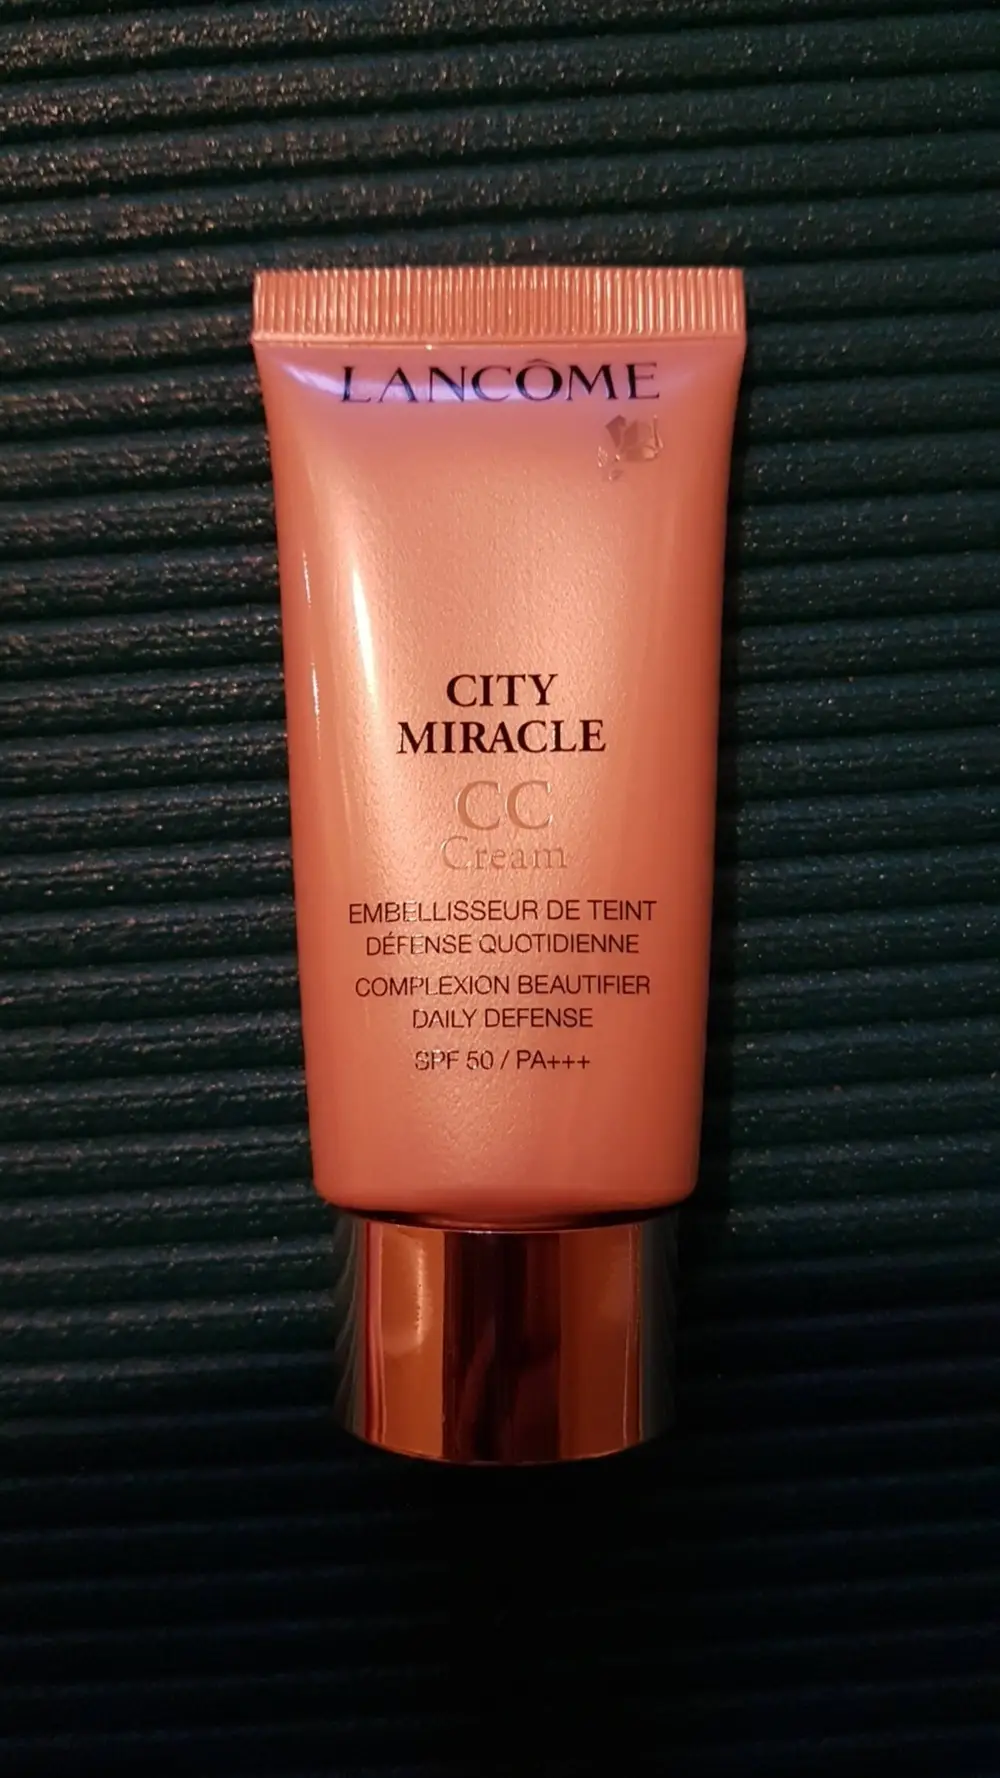 LANCÔME
CITY
MIRACLE
CC
Cream
EMBELLISSEUR DE TEINT
DÉFENSE QUOTIDIENNE
COMPLEXION BEAUTIFIER
DAILY DEFENSE
SPF 50 / PA+++